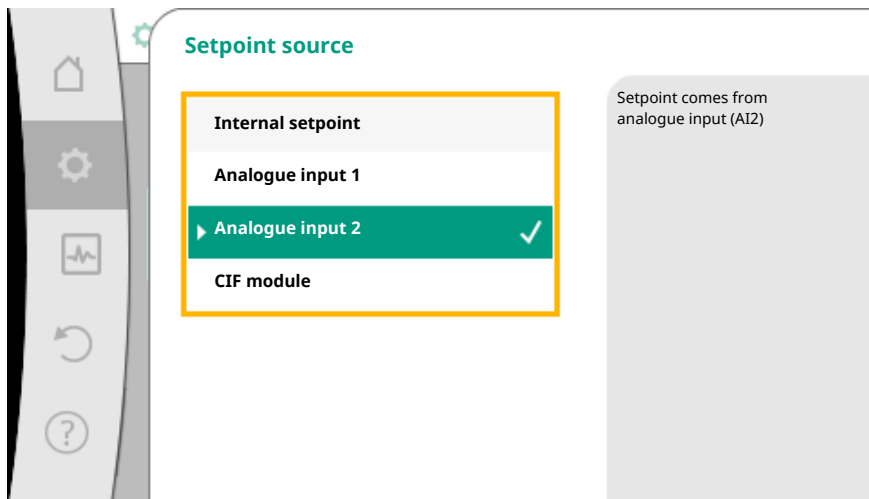 Setpoint source
Internal setpoint
Analogue input 1
Analogue input 2
CIF module
Setpoint comes from
analogue input (AI2)
?